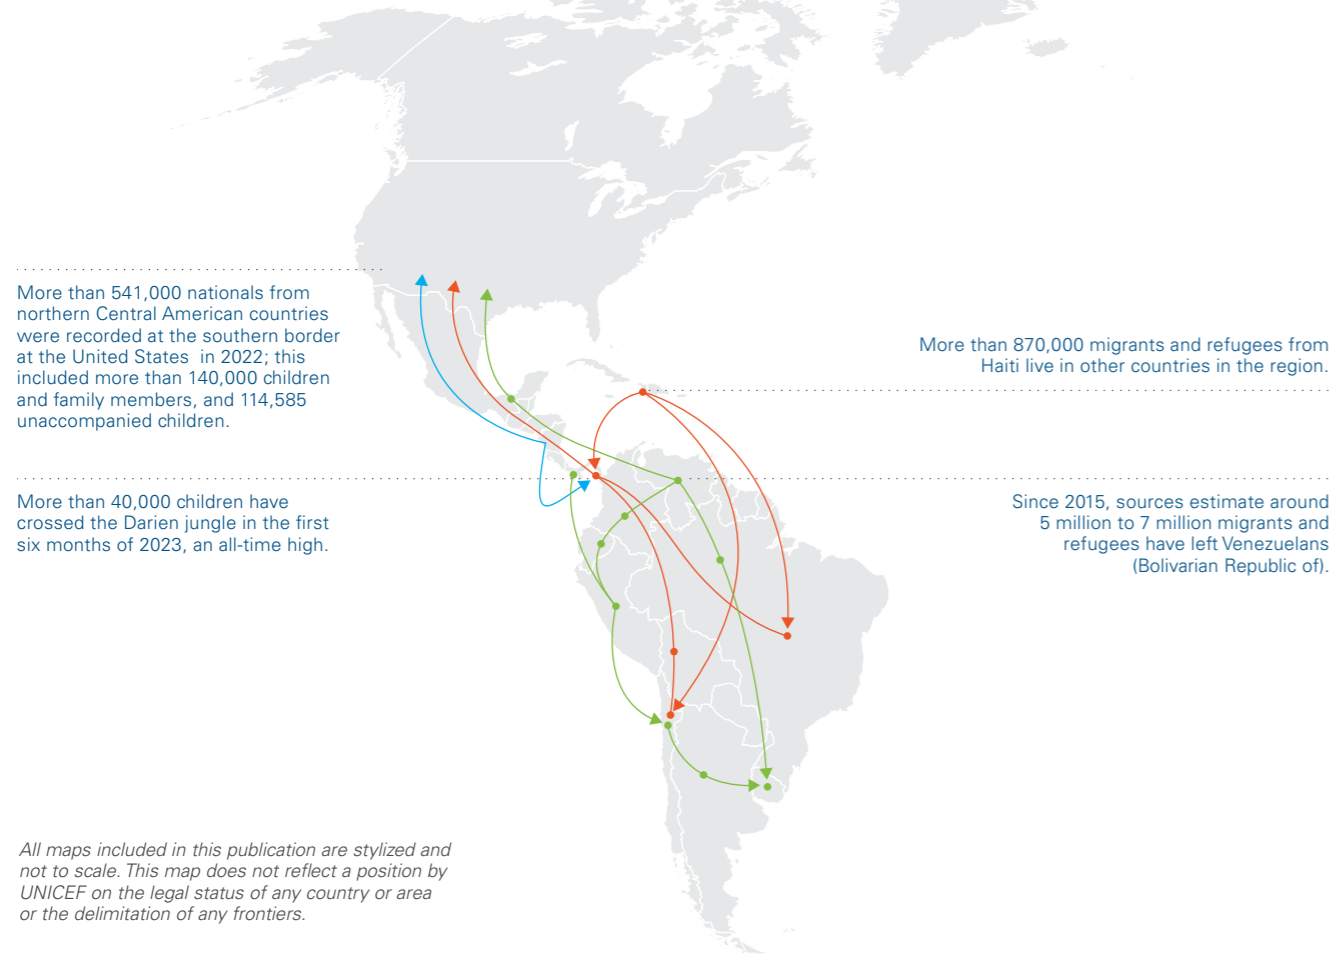 More than 541,000 nationals from
northern Central American countries
were recorded at the southern border
at the United States in 2022; this
included more than 140,000 children
and family members, and 114,585
unaccompanied children.
More than 870,000 migrants and refugees from
Haiti live in other countries in the region.
More than 40,000 children have
crossed the Darien jungle in the first
six months of 2023, an all-time high.
Since 2015, sources estimate around
5 million to 7 million migrants and
refugees have left Venezuelans
(Bolivarian Republic of).
All maps included in this publication are stylized and
not to scale. This map does not reflect a position by
UNICEF on the legal status of any country or area
or the delimitation of any frontiers.